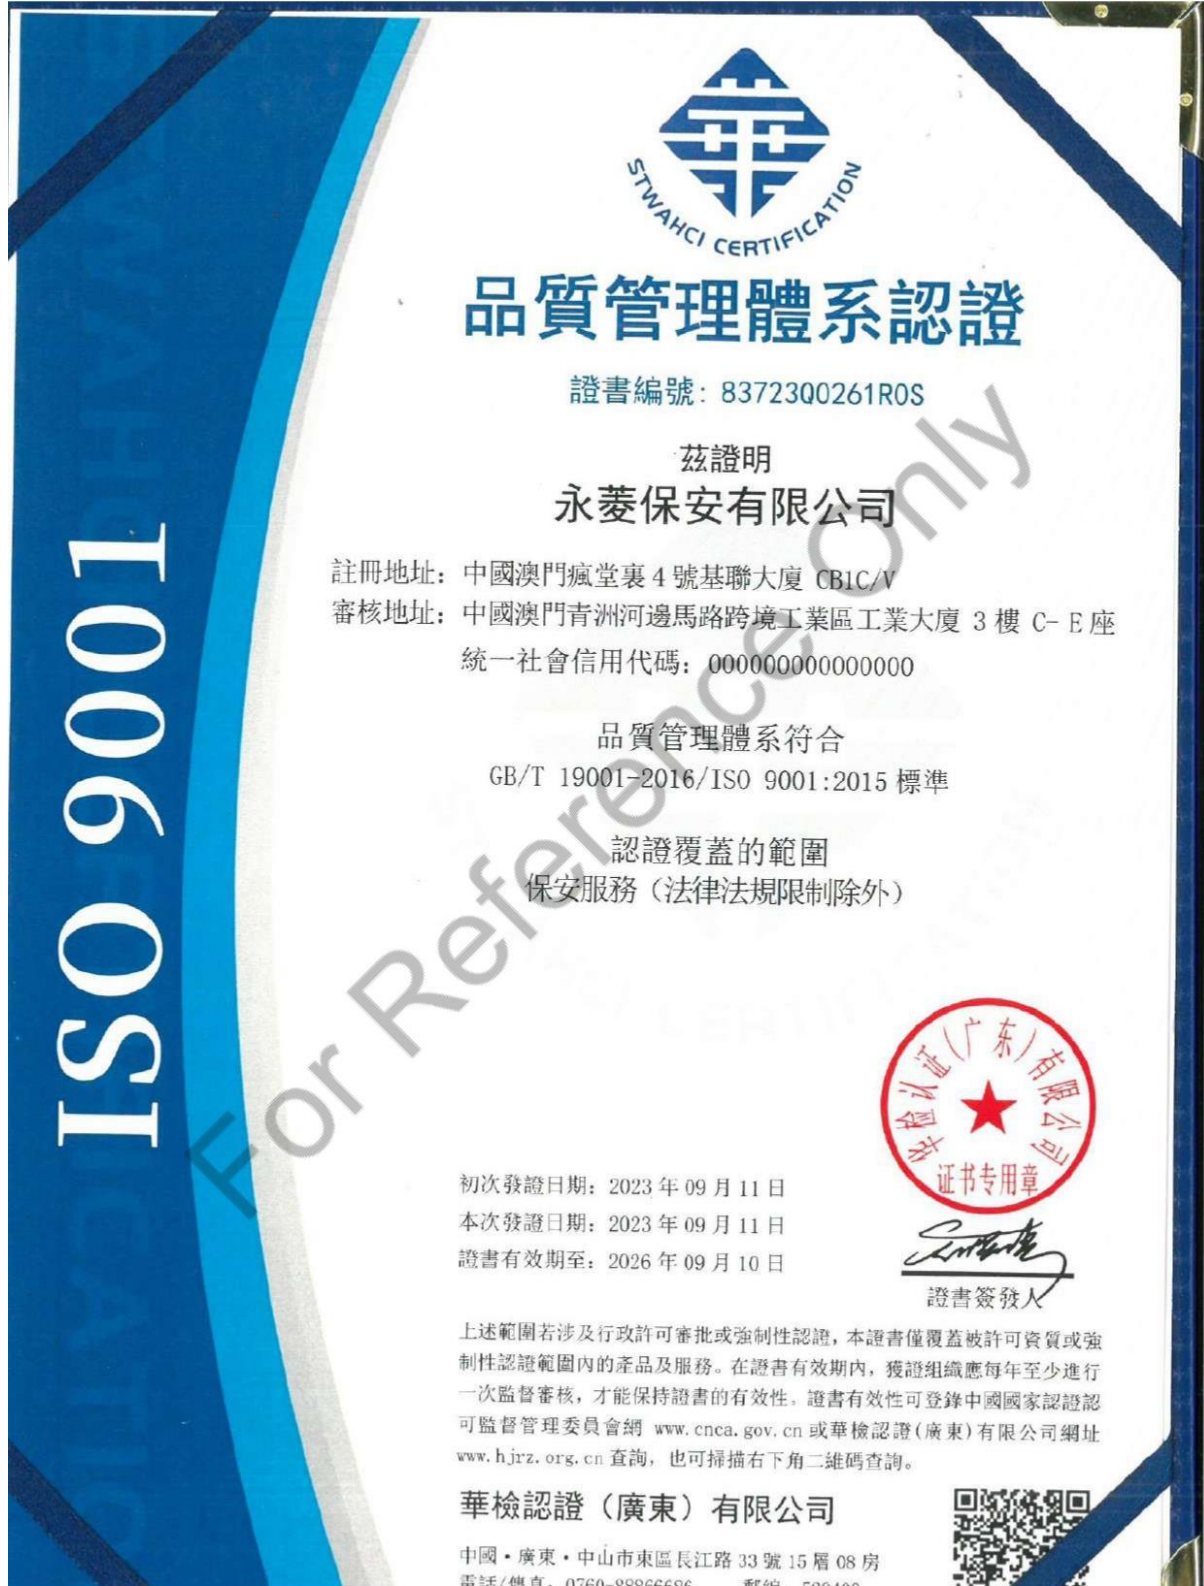 STWAHCI CERTIFICATION
品質管理體系認證
證書編號: 83723Q0261R0S
茲證明
永菱保安有限公司
註冊地址: 中國澳門瘋堂裏 4 號基聯大廈 CB1C/V
審核地址: 中國澳門青洲河邊馬路跨境工業區工業大廈 3 樓 C- E 座
統一社會信用代碼: 000000000000000
品質管理體系符合
GB/T 19001-2016/ISO 9001:2015 標準
認證覆蓋的範圍
保安服務（法律法規限制除外）
ISO 9001
For Reference Only
华检认证(广东)有限公司
证书专用章
初次發證日期: 2023 年 09 月 11 日
本次發證日期: 2023 年 09 月 11 日
證書有效期至: 2026 年 09 月 10 日
證書簽發人
上述範圍若涉及行政許可審批或強制性認證, 本證書僅覆蓋被許可資質或強
制性認證範圍內的產品及服務。在證書有效期內, 獲證組織應每年至少進行
一次監督審核, 才能保持證書的有效性。證書有效性可登錄中國國家認證認
可監督管理委員會網 www.cnca.gov.cn 或華檢認證(廣東)有限公司網址
www.hjrz.org.cn 查詢, 也可掃描右下角二維碼查詢。
華檢認證（廣東）有限公司
中國·廣東·中山市東區長江路 33 號 15 層 08 房